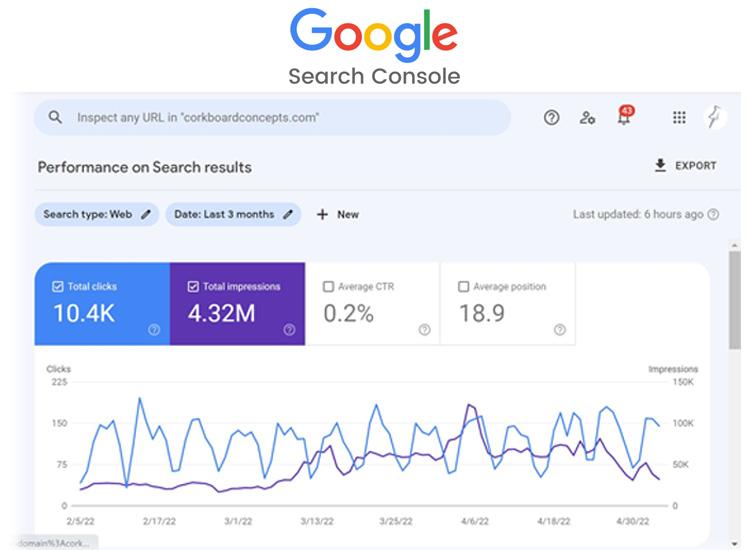 Google
Search Console
Inspect any URL in "corkboardconcepts.com"
43
Performance on Search results
EXPORT
Search type: Web
Date: Last 3 months
+ New
Last updated: 6 hours ago
Total clicks
10.4K
Total impressions
4.32M
Average CTR
0.2%
Average position
18.9
Clicks
Impressions
225
150K
150
100K
75
50K
0
0
2/5/22
2/17/22
3/1/22
3/13/22
3/25/22
4/6/22
4/18/22
4/30/22
domain%3Acork...